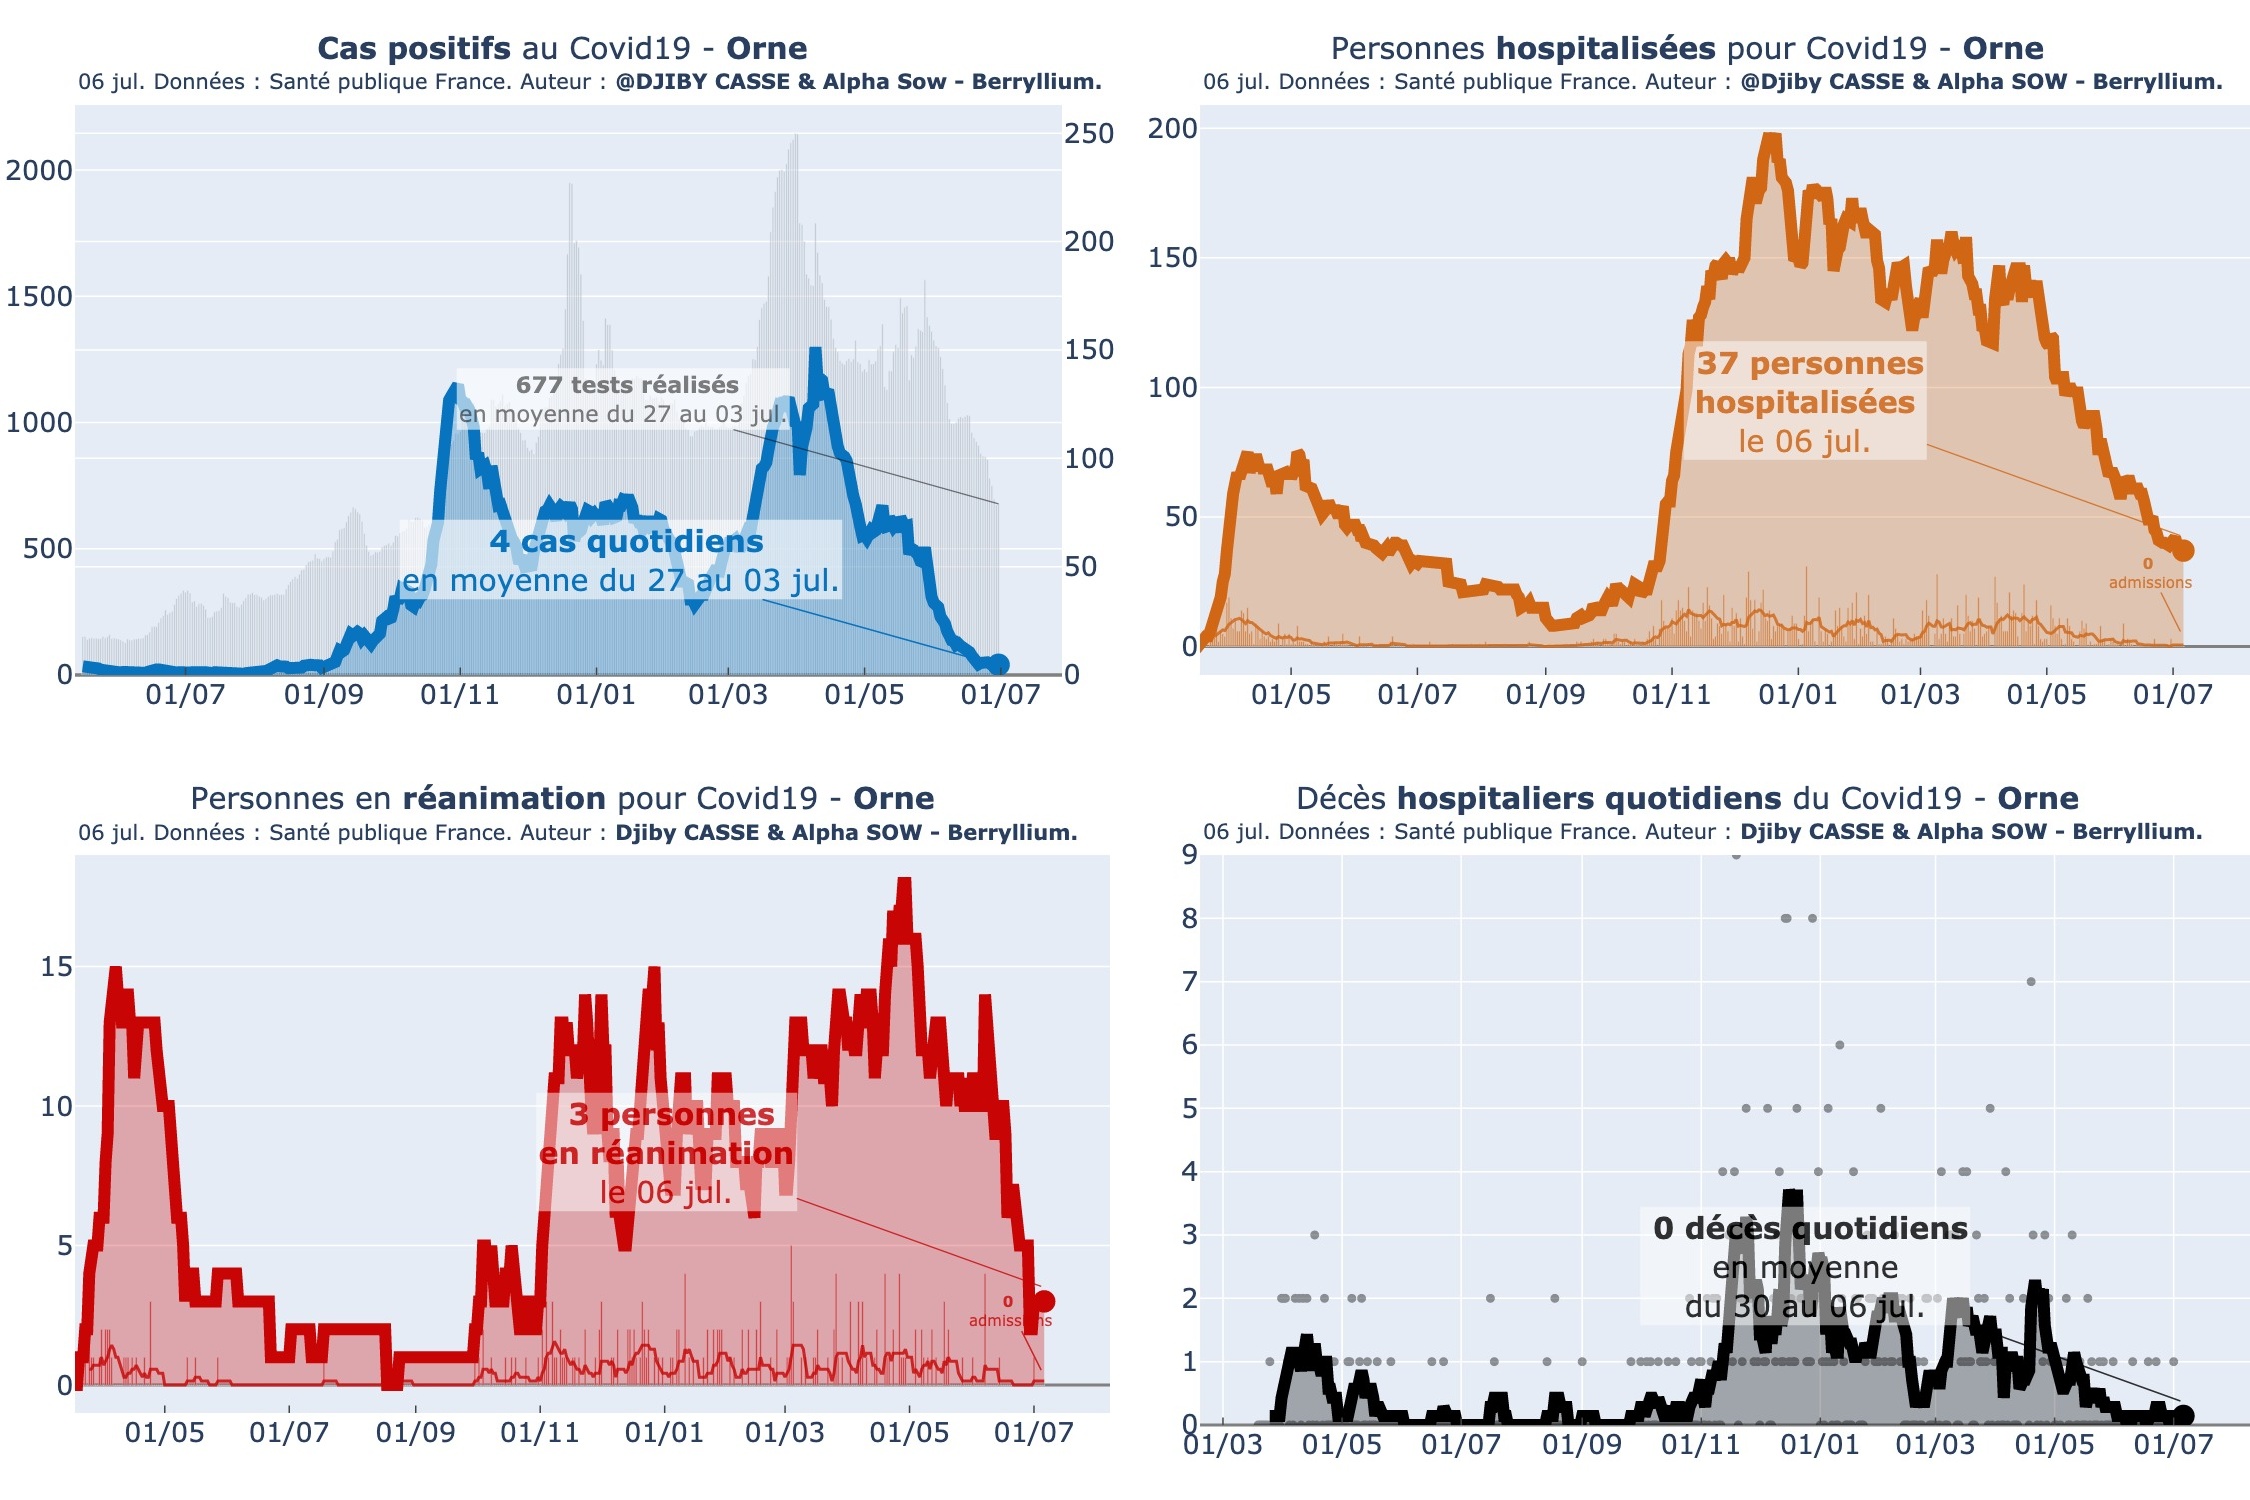 Cas positifs au Covid19 - Orne
06 jul. Données : Santé publique France. Auteur : @DJIBY CASSE & Alpha Sow - Berryllium.
250
2000
200
1500
150
677 tests réalisés
en moyenne du 27 au 03 jul.
1000
100
4 cas quotidiens
500
50
en moyenne du 27 au 03 jul.
0
0
01/07
01/09
01/11
01/01
01/03
01/05
01/07
Personnes hospitalisées pour Covid19 - Orne
06 jul. Données : Santé publique France. Auteur : @Djiby CASSE & Alpha SOW - Berryllium.
200
150
37 personnes
hospitalisées
le 06 jul.
100
50
0
admissions
0
01/05
01/07
01/09
01/11
01/01
01/03
01/05
01/07
Personnes en réanimation pour Covid19 - Orne
06 jul. Données : Santé publique France. Auteur : Djiby CASSE & Alpha SOW - Berryllium.
15
10
3 personnes
en réanimation
le 06 jul.
5
0
admissions
0
01/05
01/07
01/09
01/11
01/01
01/03
01/05
01/07
Décès hospitaliers quotidiens du Covid19 - Orne
06 jul. Données : Santé publique France. Auteur : Djiby CASSE & Alpha SOW - Berryllium.
9
8
7
6
5
4
3
0 décès quotidiens
en moyenne
du 30 au 06 jul.
2
1
0
01/03
01/05
01/07
01/09
01/11
01/01
01/03
01/05
01/07